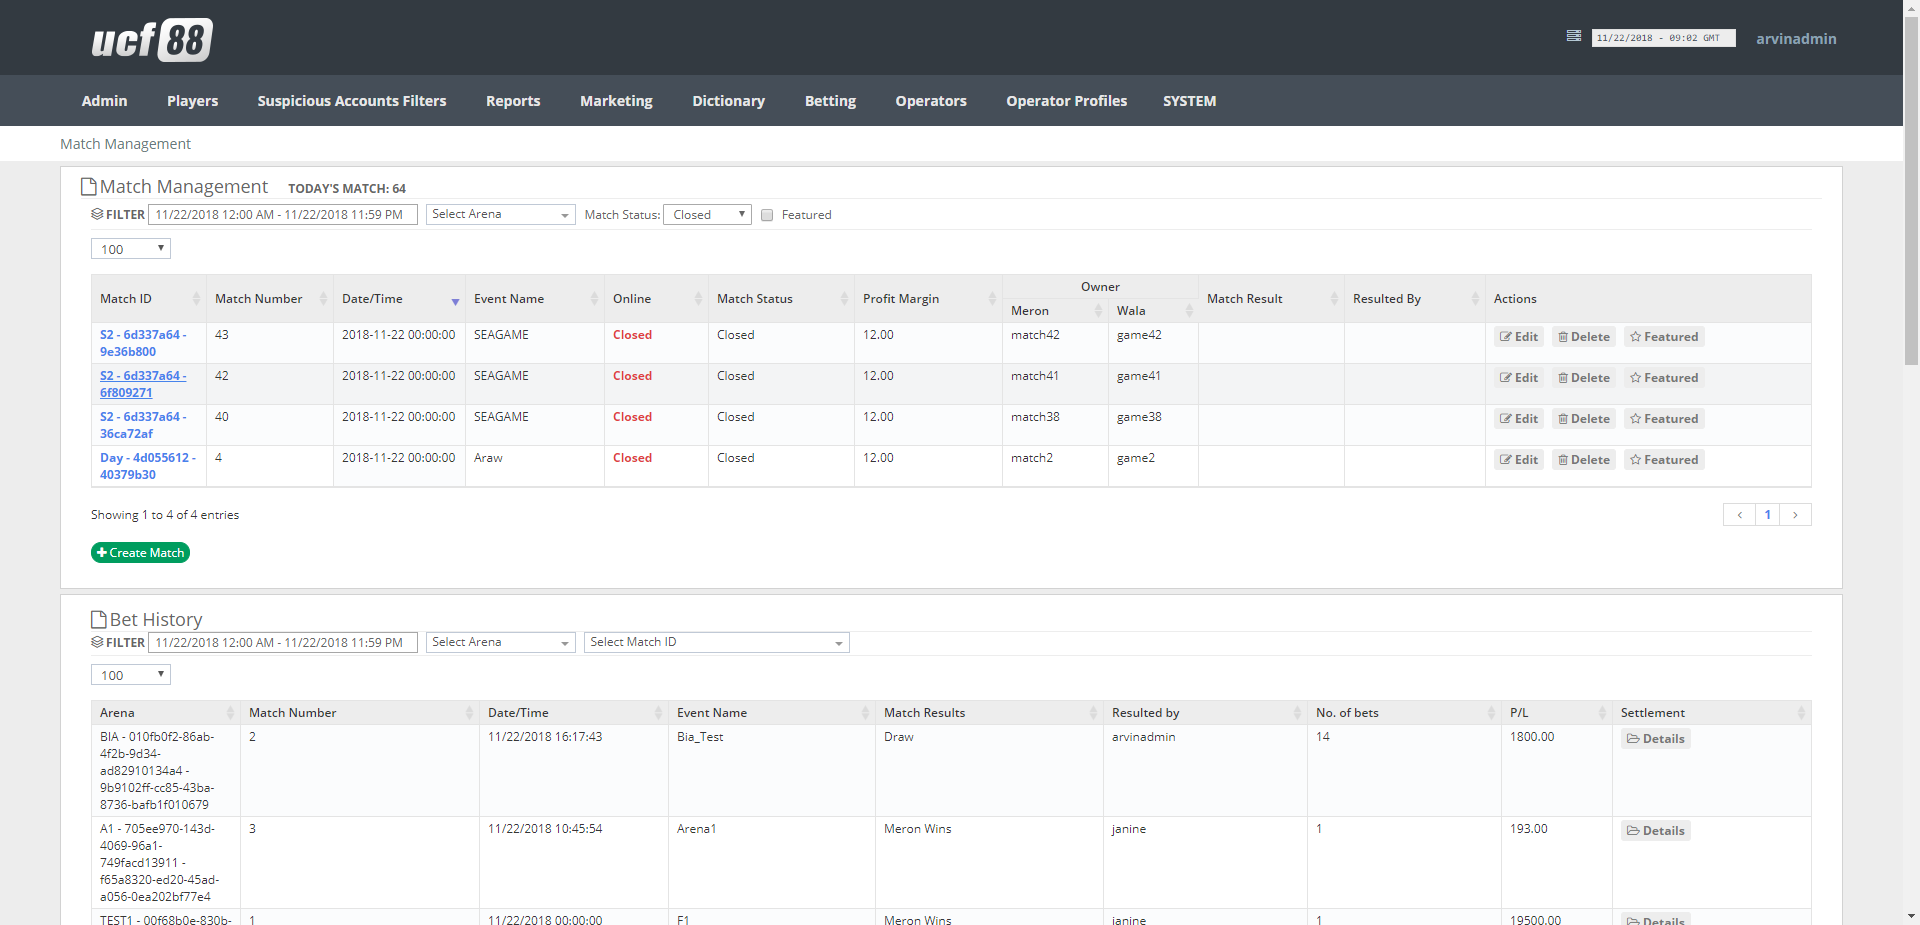 ucf88
11/22/2018 - 09:02 GMT
arvinadmin
Admin Players Suspicious Accounts Filters Reports Marketing Dictionary Betting Operators Operator Profiles SYSTEM
Match Management
Match Management TODAY'S MATCH: 64
FILTER 11/22/2018 12:00 AM - 11/22/2018 11:59 PM Select Arena Match Status: Closed Featured
100
Owner
Match ID Match Number Date/Time Event Name Online Match Status Profit Margin Match Result Resulted By Actions
Meron Wala
S2 - 6d337a64 - 43 2018-11-22 00:00:00 SEAGAME Closed Closed 12.00 match42 game42 Edit Delete Featured
9e36b800
S2 - 6d337a64 - 42 2018-11-22 00:00:00 SEAGAME Closed Closed 12.00 match41 game41 Edit Delete Featured
6f809271
S2 - 6d337a64 - 40 2018-11-22 00:00:00 SEAGAME Closed Closed 12.00 match38 game38 Edit Delete Featured
36ca72af
Day - 4d055612 - 4 2018-11-22 00:00:00 Araw Closed Closed 12.00 match2 game2 Edit Delete Featured
40379b30
Showing 1 to 4 of 4 entries
‹ 1 ›
Create Match
Bet History
FILTER 11/22/2018 12:00 AM - 11/22/2018 11:59 PM Select Arena Select Match ID
100
Arena Match Number Date/Time Event Name Match Results Resulted by No. of bets P/L Settlement
BIA - 010fb0f2-86ab- 2 11/22/2018 16:17:43 Bia_Test Draw arvinadmin 14 1800.00 Details
4f2b-9d34-
ad82910134a4 -
9b9102ff-cc85-43ba-
8736-bafb1f010679
A1 - 705ee970-143d- 3 11/22/2018 10:45:54 Arena1 Meron Wins janine 1 193.00 Details
4069-96a1-
749facd13911 -
f65a8320-ed20-45ad-
a056-0ea202bf77e4
TEST1 - 00f68b0e-830b- 1 11/22/2018 00:00:00 F1 Meron Wins janine 1 19500.00 Details